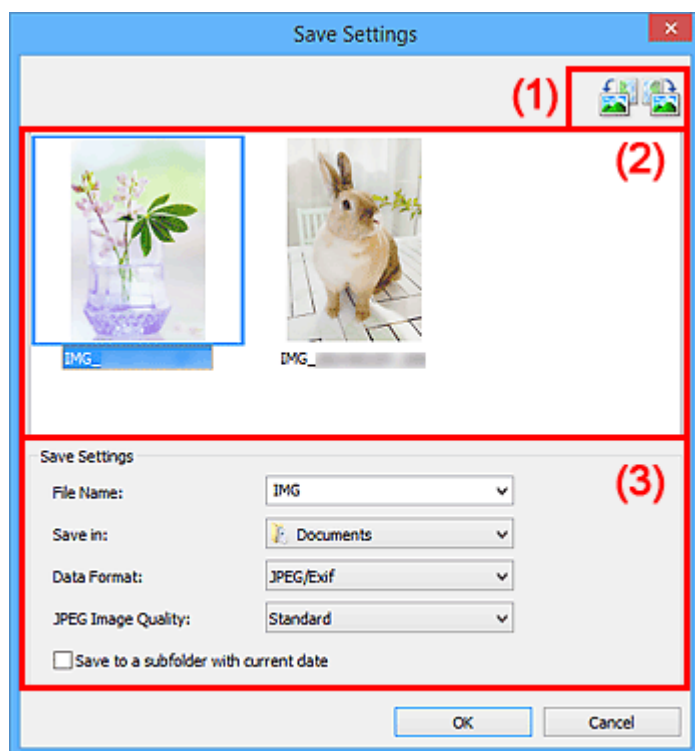 Save Settings
(1)
(2)
IMG_
IMG_
Save Settings
(3)
File Name: IMG
Save in: Documents
Data Format: JPEG/Exif
JPEG Image Quality: Standard
Save to a subfolder with current date
OK Cancel